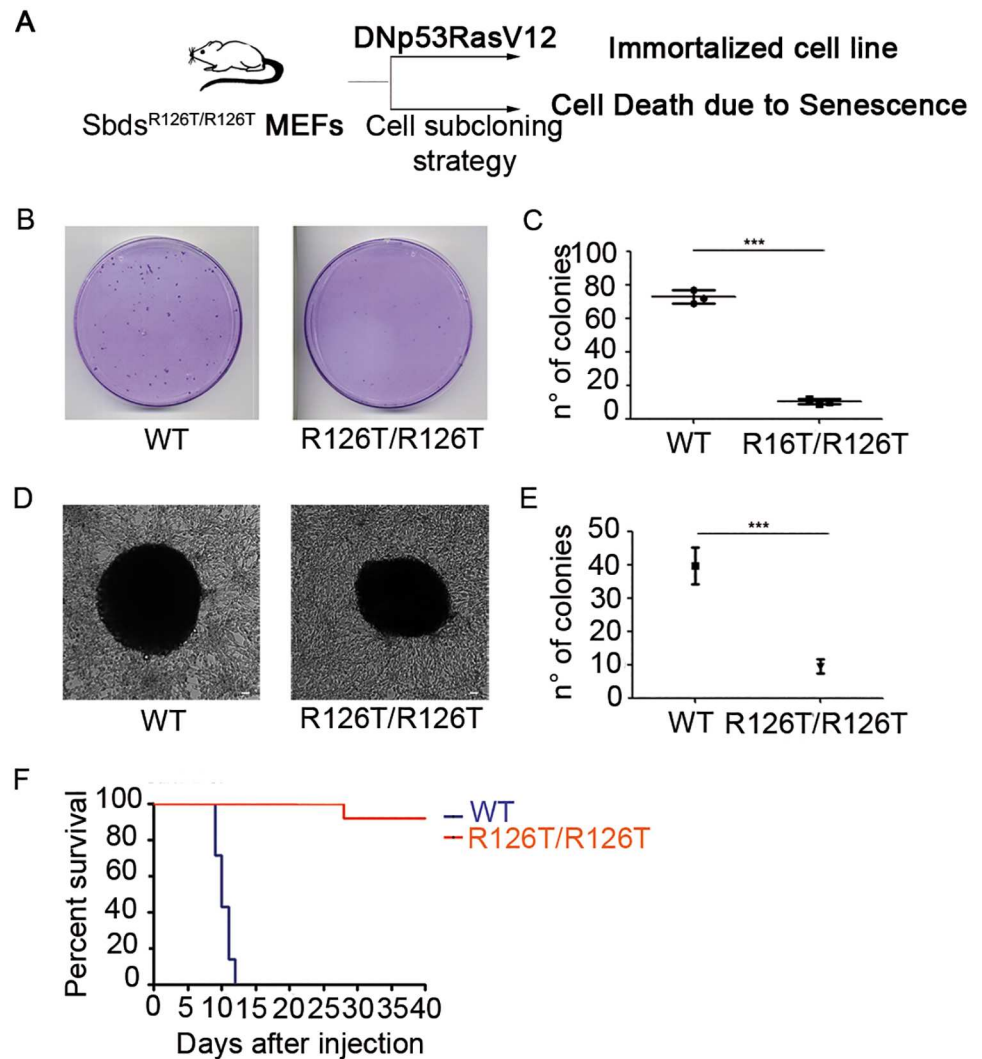 A
DNp53RasV12
Immortalized cell line
Sbds^R126T/R126T MEFs
Cell subcloning
strategy
Cell Death due to Senescence
B
WT
R126T/R126T
C
n° of colonies
100
80
60
40
20
0
***
WT
R16T/R126T
D
WT
R126T/R126T
E
n° of colonies
50
40
30
20
10
0
***
WT
R126T/R126T
F
Percent survival
100
80
60
40
20
0
0 5 10 15 20 25 30 35 40
Days after injection
WT
R126T/R126T